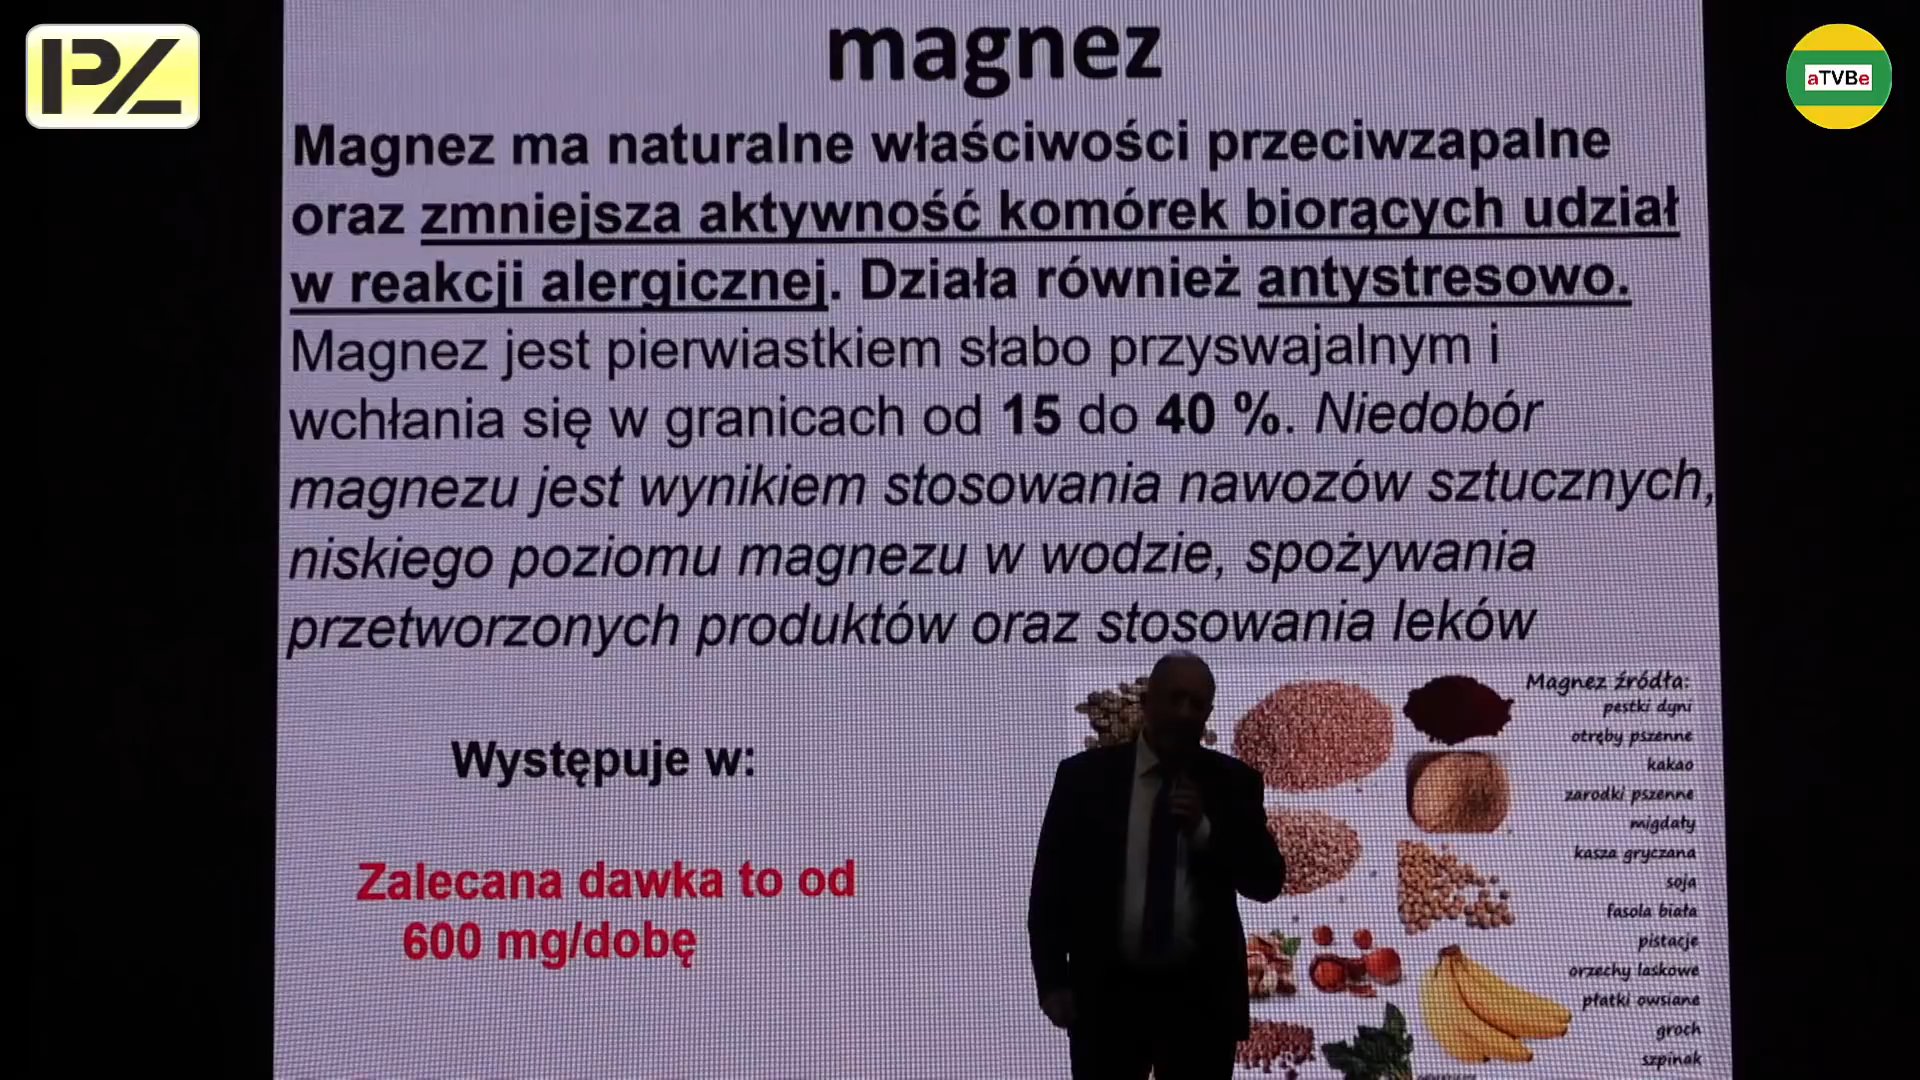 PZ
aTVBe
magnez
Magnez ma naturalne właściwości przeciwzapalne
oraz zmniejsza aktywność komórek biorących udział
w reakcji alergicznej. Działa również antystresowo.
Magnez jest pierwiastkiem słabo przyswajalnym i
wchłania się w granicach od 15 do 40 %. Niedobór
magnezu jest wynikiem stosowania nawozów sztucznych,
niskiego poziomu magnezu w wodzie, spożywania
przetworzonych produktów oraz stosowania leków
Występuje w:
Zalecana dawka to od
600 mg/dobę
Magnez źródła:
pestki dyni
otręby pszenne
kakao
zarodki pszenne
migdały
kasza gryczana
soja
fasola biała
pistacje
orzechy laskowe
płatki owsiane
groch
szpinak